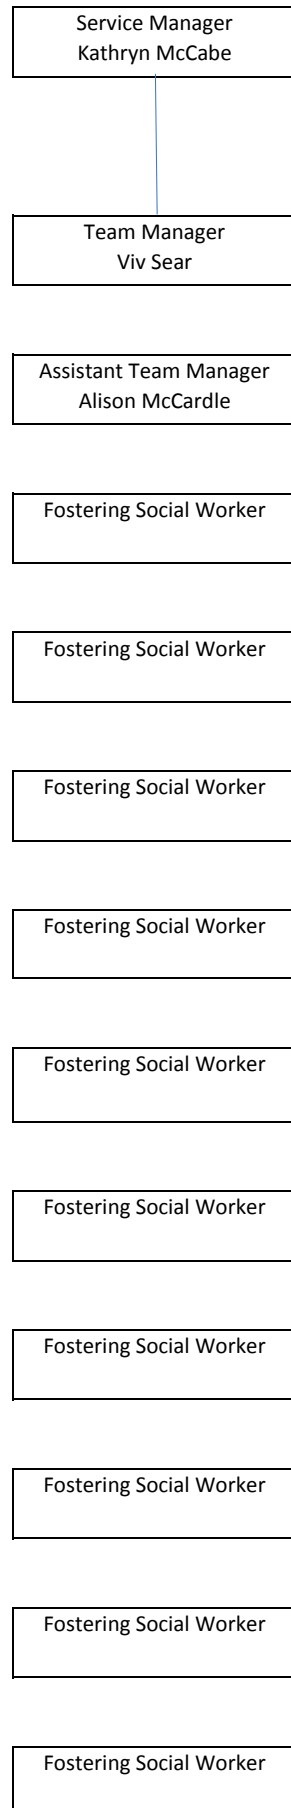 Service Manager
Kathryn McCabe
Team Manager
Viv Sear
Assistant Team Manager
Alison McCardle
Fostering Social Worker
Fostering Social Worker
Fostering Social Worker
Fostering Social Worker
Fostering Social Worker
Fostering Social Worker
Fostering Social Worker
Fostering Social Worker
Fostering Social Worker
Fostering Social Worker